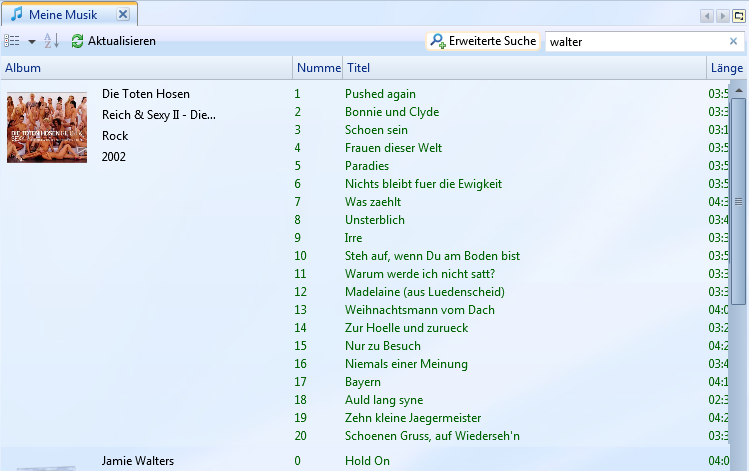 Meine Musik
Aktualisieren Erweiterte Suche walter
Album Numme Titel Länge
Die Toten Hosen
Reich & Sexy II - Die...
Rock
2002
DIE TOTEN HOSEN
1 Pushed again 03:5
2 Bonnie und Clyde 03:3
3 Schoen sein 03:1
4 Frauen dieser Welt 03:5
5 Paradies 03:5
6 Nichts bleibt fuer die Ewigkeit 03:5
7 Was zaehlt 04:3
8 Unsterblich 03:4
9 Irre 03:3
10 Steh auf, wenn Du am Boden bist 03:5
11 Warum werde ich nicht satt? 03:3
12 Madelaine (aus Luedenscheid) 03:3
13 Weihnachtsmann vom Dach 04:0
14 Zur Hoelle und zurueck 03:2
15 Nur zu Besuch 04:2
16 Niemals einer Meinung 03:4
17 Bayern 04:1
18 Auld lang syne 02:3
19 Zehn kleine Jaegermeister 04:2
20 Schoenen Gruss, auf Wiederseh'n 03:3
Jamie Walters 0 Hold On 04:0